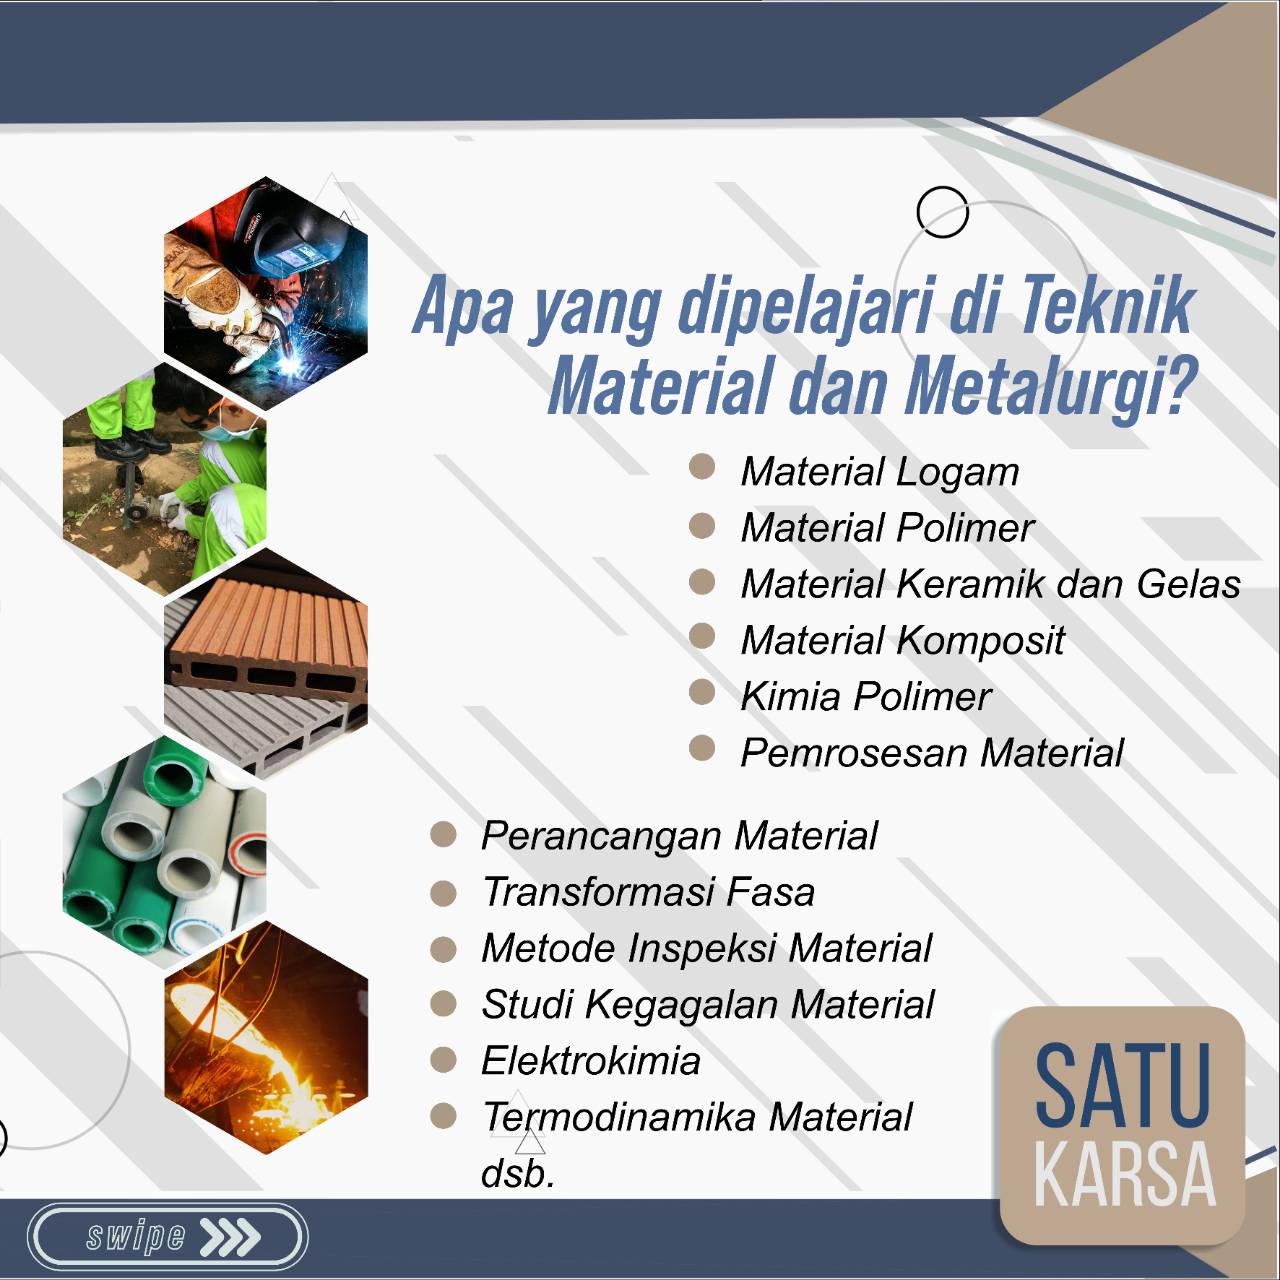 Apa yang dipelajari di Teknik
Material dan Metalurgi?
Material Logam
Material Polimer
Material Keramik dan Gelas
Material Komposit
Kimia Polimer
Pemrosesan Material
Perancangan Material
Transformasi Fasa
Metode Inspeksi Material
Studi Kegagalan Material
Elektrokimia
Termodinamika Material
dsb.
SATU
KARSA
swipe